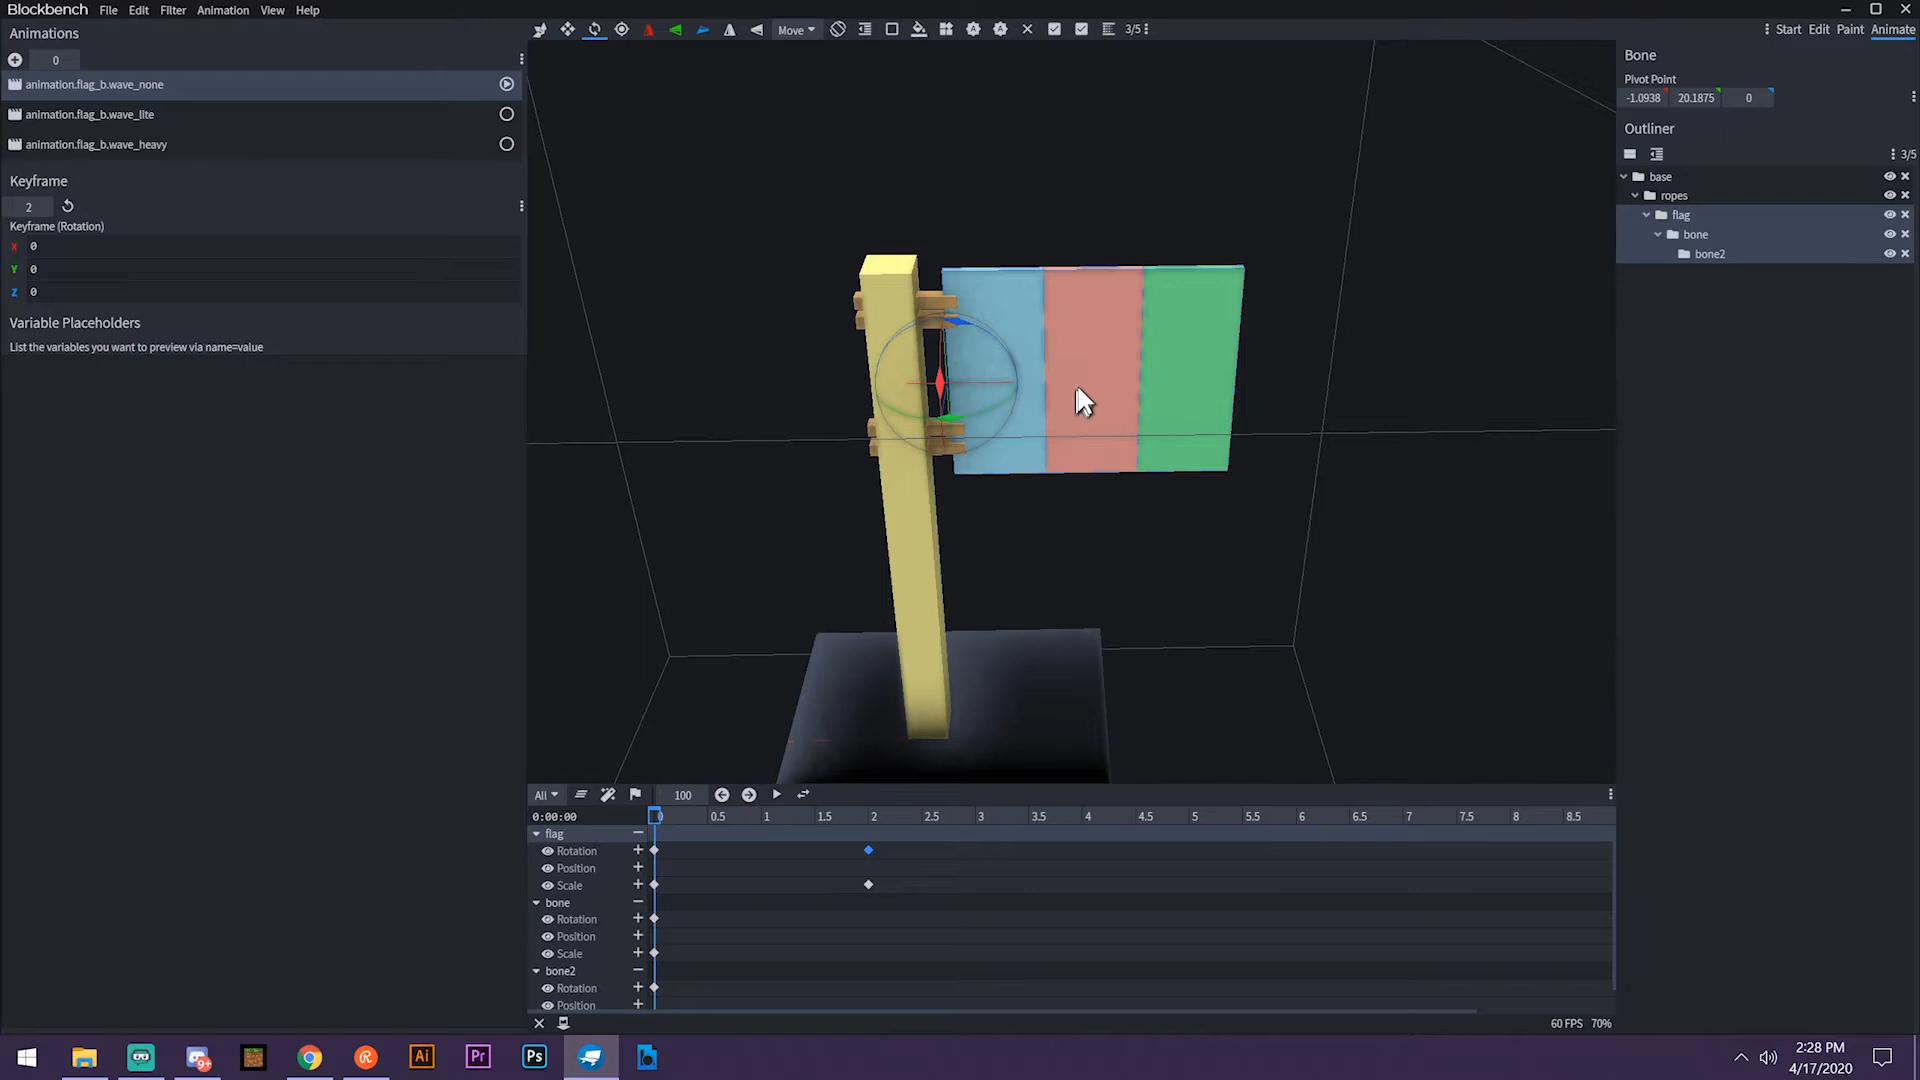 Blockbench File Edit Filter Animation View Help
Animations
0
animation.flag_b.wave_none
animation.flag_b.wave_lite
animation.flag_b.wave_heavy
Keyframe
2
Keyframe (Rotation)
X 0
Y 0
Z 0
Variable Placeholders
List the variables you want to preview via name=value
Move 3/5
Start Edit Paint Animate
Bone
Pivot Point
-1.0938 20.1875 0
Outliner
3/5
base
ropes
flag
bone
bone2
All 100
0:00:00 0 0.5 1 1.5 2 2.5 3 3.5 4 4.5 5 5.5 6 6.5 7 7.5 8 8.5
flag
Rotation
Position
Scale
bone
Rotation
Position
Scale
bone2
Rotation
Position
60 FPS 70%
9+ Ai Pr Ps
2:28 PM
4/17/2020